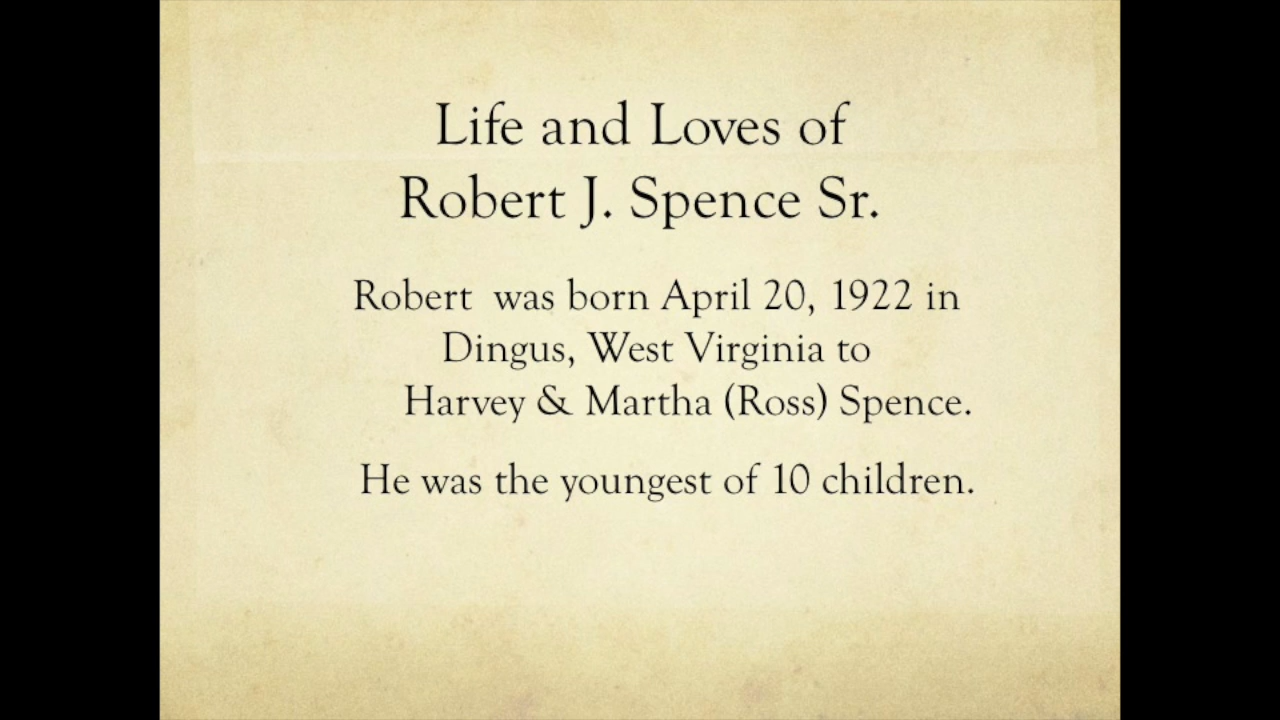 Life and Loves of
Robert J. Spence Sr.
Robert was born April 20, 1922 in
Dingus, West Virginia to
Harvey & Martha (Ross) Spence.
He was the youngest of 10 children.